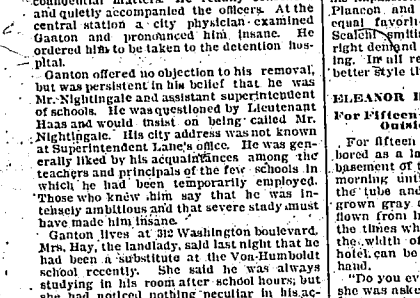 and quietly accompanied the officers. At the
central station a city physician examined
Ganton and pronounced him insane. He
ordered him to be taken to the detention hos-
pital.
Ganton offered no objection to his removal,
but was persistent in his belief that he was
Mr. Nightingale and assistant superintendent
of schools. He was questioned by Lieutenant
Haas and would insist on being called Mr.
Nightingale. His city address was not known
at Superintendent Lane's office. He was gen-
erally liked by his acquaintances among the
teachers and principals of the few schools in
which he had been temporarily employed.
Those who knew him say that he was in-
tensely ambitious and that severe study must
have made him insane.
Ganton lives at 312 Washington boulevard.
Mrs. Hay, the landlady, said last night that he
had been a substitute at the Von-Humboldt
school recently. She said he was always
studying in his room after school hours; but
she had noticed nothing peculiar in his ac-
Plancon and
equal favori
Scalchi smili
right demand
ing. In all re
better style
ELEANOR
For Fifteen
For fifteen
bored as a la
basement of
morning unti
the tube and
grown gray
flown from
the times wh
the width of
hotel can be
hand.
"Do you ev
she was aske